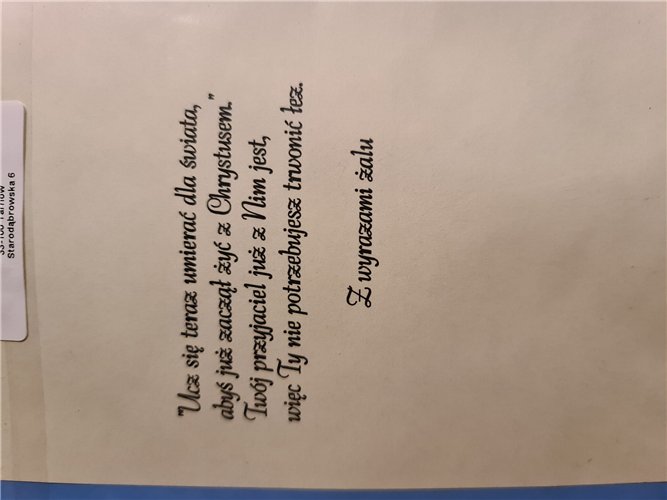 Starodąbrowska 6
"Ucz się teraz umierać dla świata,
abyś już zaczął żyć z Chrystusem."
Twój przyjaciel już z Nim jest,
więc Ty nie potrzebujesz trwonić łez.
Z wyrazami żalu